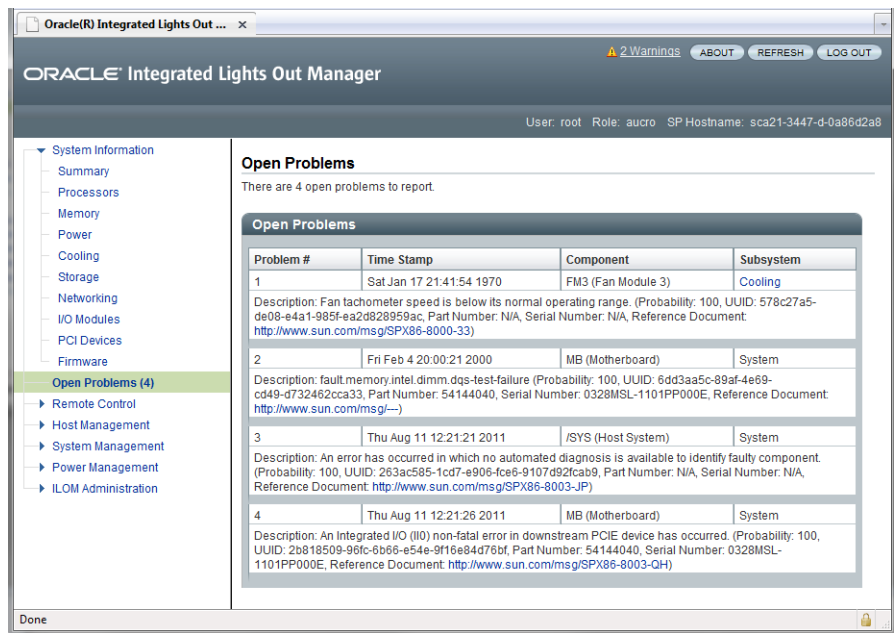 Oracle(R) Integrated Lights Out ... ×
2 Warnings ABOUT REFRESH LOG OUT
ORACLE® Integrated Lights Out Manager
User: root Role: aucro SP Hostname: sca21-3447-d-0a86d2a8
System Information
Summary
Processors
Memory
Power
Cooling
Storage
Networking
I/O Modules
PCI Devices
Firmware
Open Problems (4)
Remote Control
Host Management
System Management
Power Management
ILOM Administration
Open Problems
There are 4 open problems to report.
Open Problems
Problem # Time Stamp Component Subsystem
1 Sat Jan 17 21:41:54 1970 FM3 (Fan Module 3) Cooling
Description: Fan tachometer speed is below its normal operating range. (Probability: 100, UUID: 578c27a5-
de08-e4a1-985f-ea2d828959ac, Part Number: N/A, Serial Number: N/A, Reference Document:
http://www.sun.com/msg/SPX86-8000-33)
2 Fri Feb 4 20:00:21 2000 MB (Motherboard) System
Description: fault.memory.intel.dimm.dqs-test-failure (Probability: 100, UUID: 6dd3aa5c-89af-4e69-
cd49-d732462cca33, Part Number: 54144040, Serial Number: 0328MSL-1101PP000E, Reference Document:
http://www.sun.com/msg/---)
3 Thu Aug 11 12:21:21 2011 /SYS (Host System) System
Description: An error has occurred in which no automated diagnosis is available to identify faulty component.
(Probability: 100, UUID: 263ac585-1cd7-e906-fce6-9107d92fcab9, Part Number: N/A, Serial Number: N/A,
Reference Document: http://www.sun.com/msg/SPX86-8003-JP)
4 Thu Aug 11 12:21:26 2011 MB (Motherboard) System
Description: An Integrated I/O (II0) non-fatal error in downstream PCIE device has occurred. (Probability: 100,
UUID: 2b818509-96fc-6b66-e54e-9f16e84d76bf, Part Number: 54144040, Serial Number: 0328MSL-
1101PP000E, Reference Document: http://www.sun.com/msg/SPX86-8003-QH)
Done